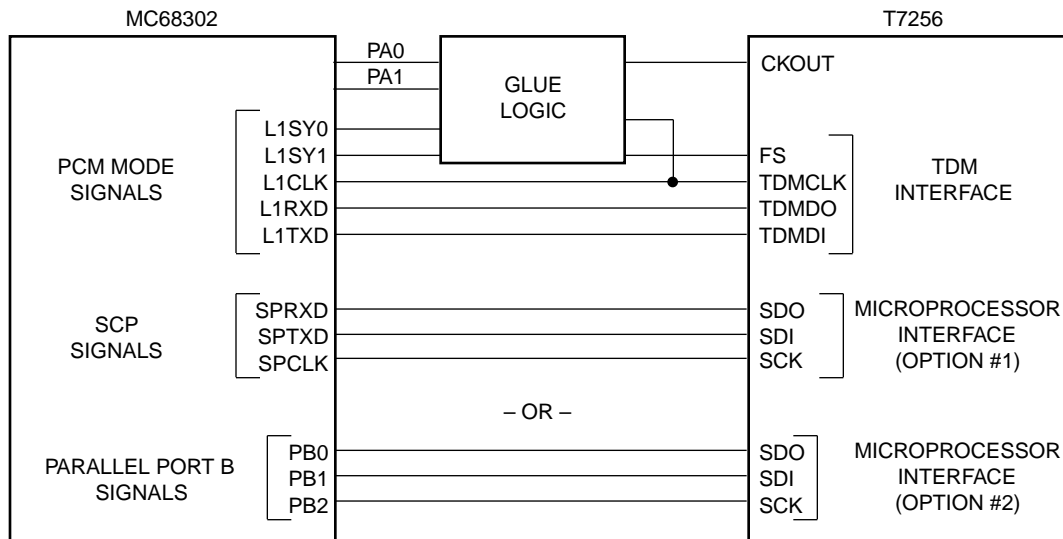 MC68302
T7256
PA0
PA1
GLUE
LOGIC
CKOUT
PCM MODE
SIGNALS
L1SY0
L1SY1
L1CLK
L1RXD
L1TXD
FS
TDMCLK
TDMDO
TDMDI
TDM
INTERFACE
SCP
SIGNALS
SPRXD
SPTXD
SPCLK
SDO
SDI
SCK
MICROPROCESSOR
INTERFACE
(OPTION #1)
– OR –
PARALLEL PORT B
SIGNALS
PB0
PB1
PB2
SDO
SDI
SCK
MICROPROCESSOR
INTERFACE
(OPTION #2)